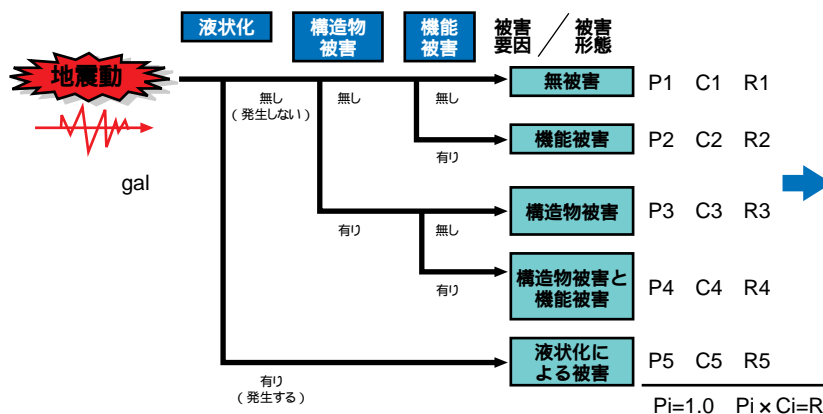 液状化
構造物
被害
機能
被害
被害
要因
被害
形態
地震動
gal
無し
(発生しない)
無し
無し
無被害
P1 C1 R1
有り
機能被害
P2 C2 R2
有り
無し
構造物被害
P3 C3 R3
有り
構造物被害と
機能被害
P4 C4 R4
有り
(発生する)
液状化に
よる被害
P5 C5 R5
Pi=1.0 Pi×Ci=R